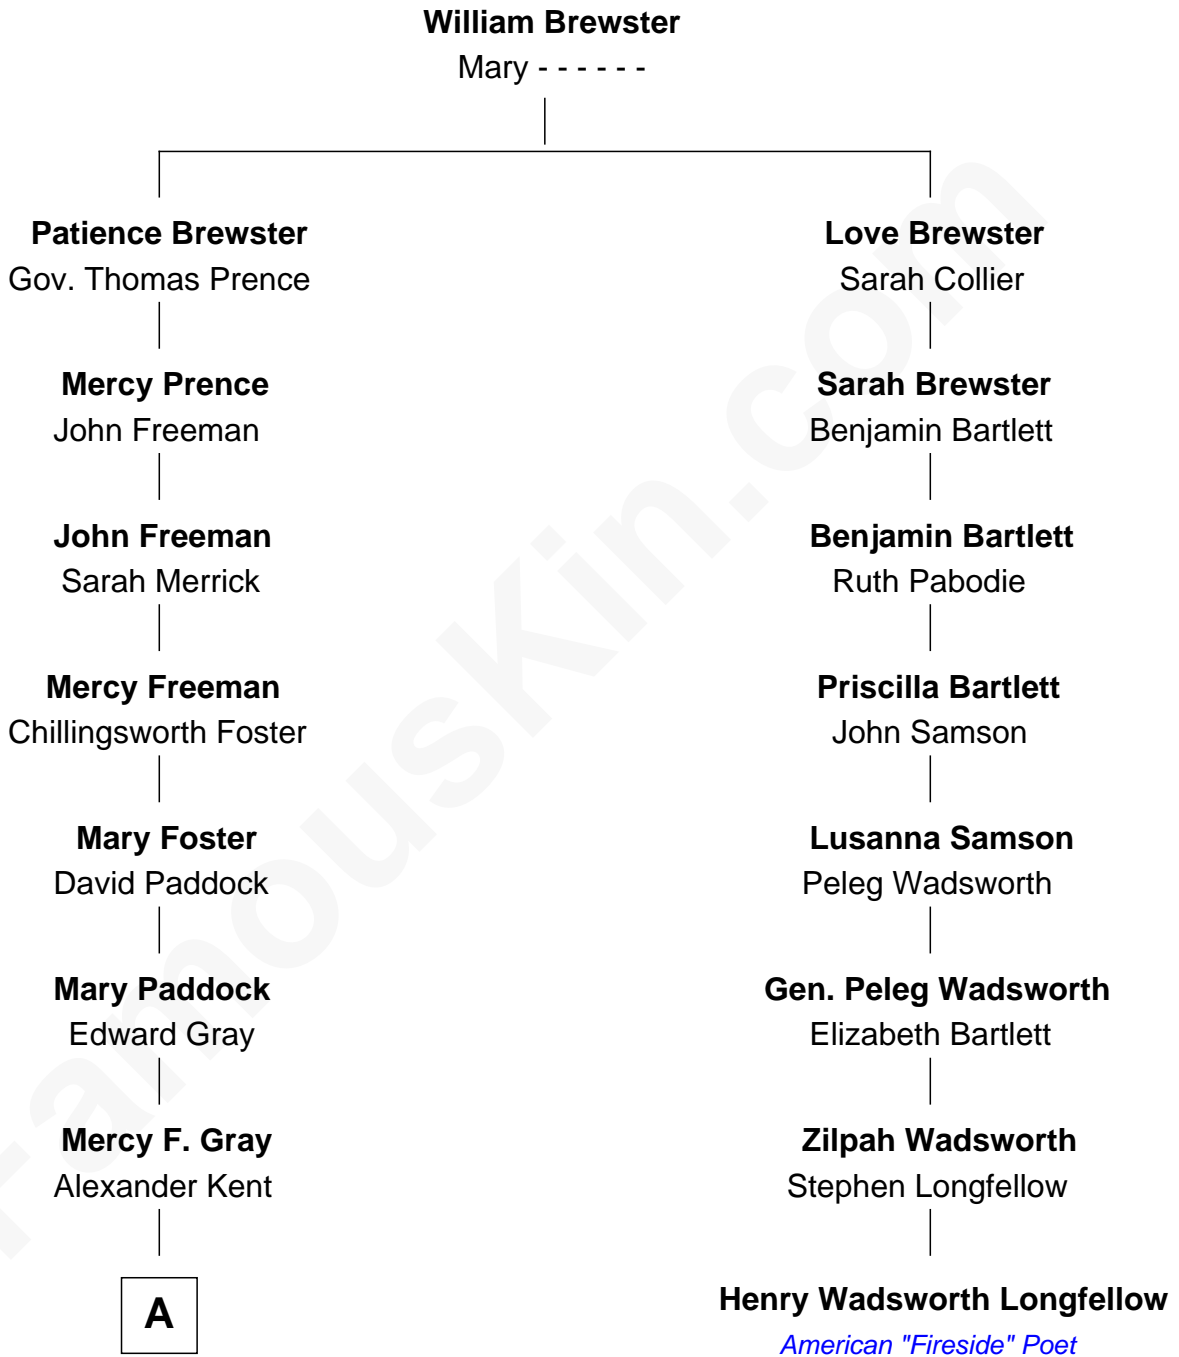 William Brewster
Mary - - - - - -
Patience Brewster
Gov. Thomas Prence
Love Brewster
Sarah Collier
Mercy Prence
John Freeman
Sarah Brewster
Benjamin Bartlett
John Freeman
Sarah Merrick
Benjamin Bartlett
Ruth Pabodie
Mercy Freeman
Chillingsworth Foster
Priscilla Bartlett
John Samson
Mary Foster
David Paddock
Lusanna Samson
Peleg Wadsworth
Mary Paddock
Edward Gray
Gen. Peleg Wadsworth
Elizabeth Bartlett
Mercy F. Gray
Alexander Kent
Zilpah Wadsworth
Stephen Longfellow
A
Henry Wadsworth Longfellow
American "Fireside" Poet
FamousKin.com